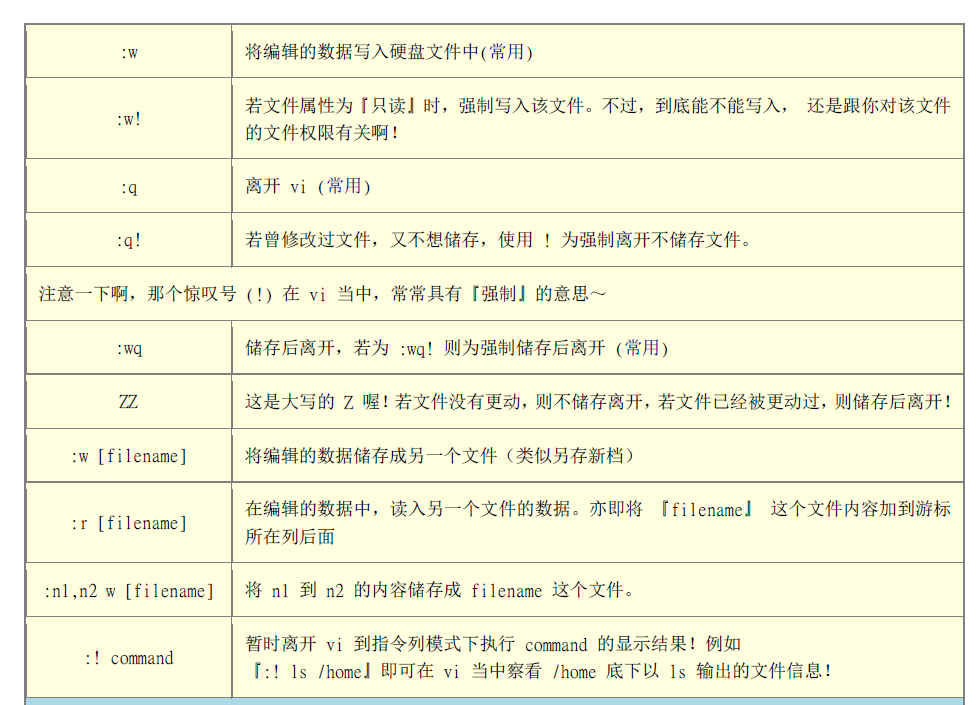 :w 将编辑的数据写入硬盘文件中(常用)
:w! 若文件属性为『只读』时，强制写入该文件。不过，到底能不能写入， 还是跟你对该文件
的文件权限有关啊！
:q 离开 vi (常用)
:q! 若曾修改过文件，又不想储存，使用 ! 为强制离开不储存文件。
注意一下啊，那个惊叹号 (!) 在 vi 当中，常常具有『强制』的意思～
:wq 储存后离开，若为 :wq! 则为强制储存后离开 (常用)
ZZ 这是大写的 Z 喔！若文件没有更动，则不储存离开，若文件已经被更动过，则储存后离开！
:w [filename] 将编辑的数据储存成另一个文件（类似另存新档）
:r [filename] 在编辑的数据中，读入另一个文件的数据。亦即将 『filename』 这个文件内容加到游标
所在列后面
:n1,n2 w [filename] 将 n1 到 n2 的内容储存成 filename 这个文件。
:! command 暂时离开 vi 到指令列模式下执行 command 的显示结果！例如
『:! ls /home』即可在 vi 当中察看 /home 底下以 ls 输出的文件信息！